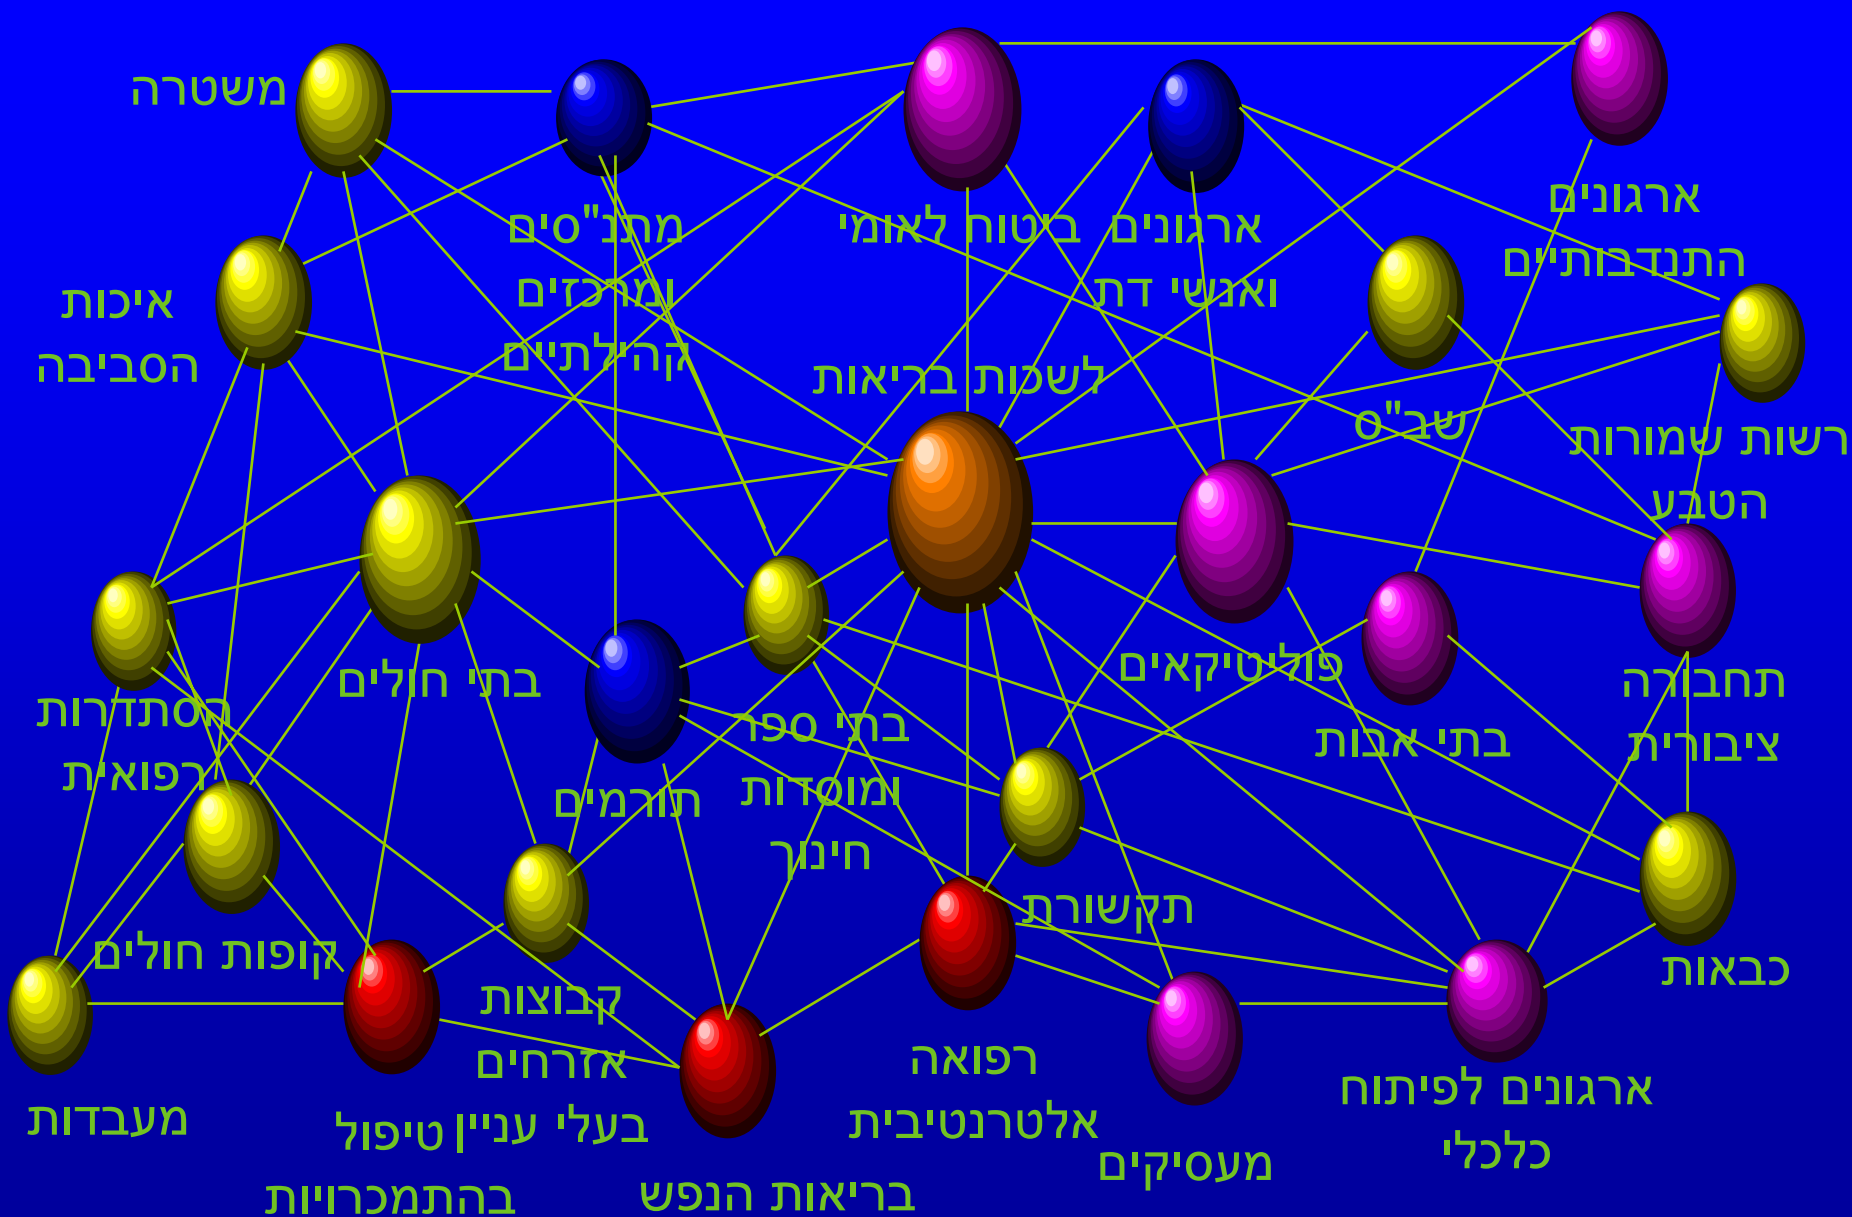 משטרה
מתנ"סים
ומרכזים
קהילתיים
ביטוח לאומי
ארגונים
ואנשי דת
ארגונים
התנדבותיים
איכות
הסביבה
לשכות בריאות
שב"ס
רשות שמורות
הטבע
בתי חולים
פוליטיקאים
תחבורה
ציבורית
הסתדרות
רפואית
תורמים
בתי ספר
ומוסדות
חינוך
בתי אבות
קופות חולים
תקשורת
כבאות
קבוצות
אזרחים
בעלי עניין
מעבדות
טיפול
בהתמכרויות
בריאות הנפש
רפואה
אלטרנטיבית
מעסיקים
ארגונים לפיתוח
כלכלי